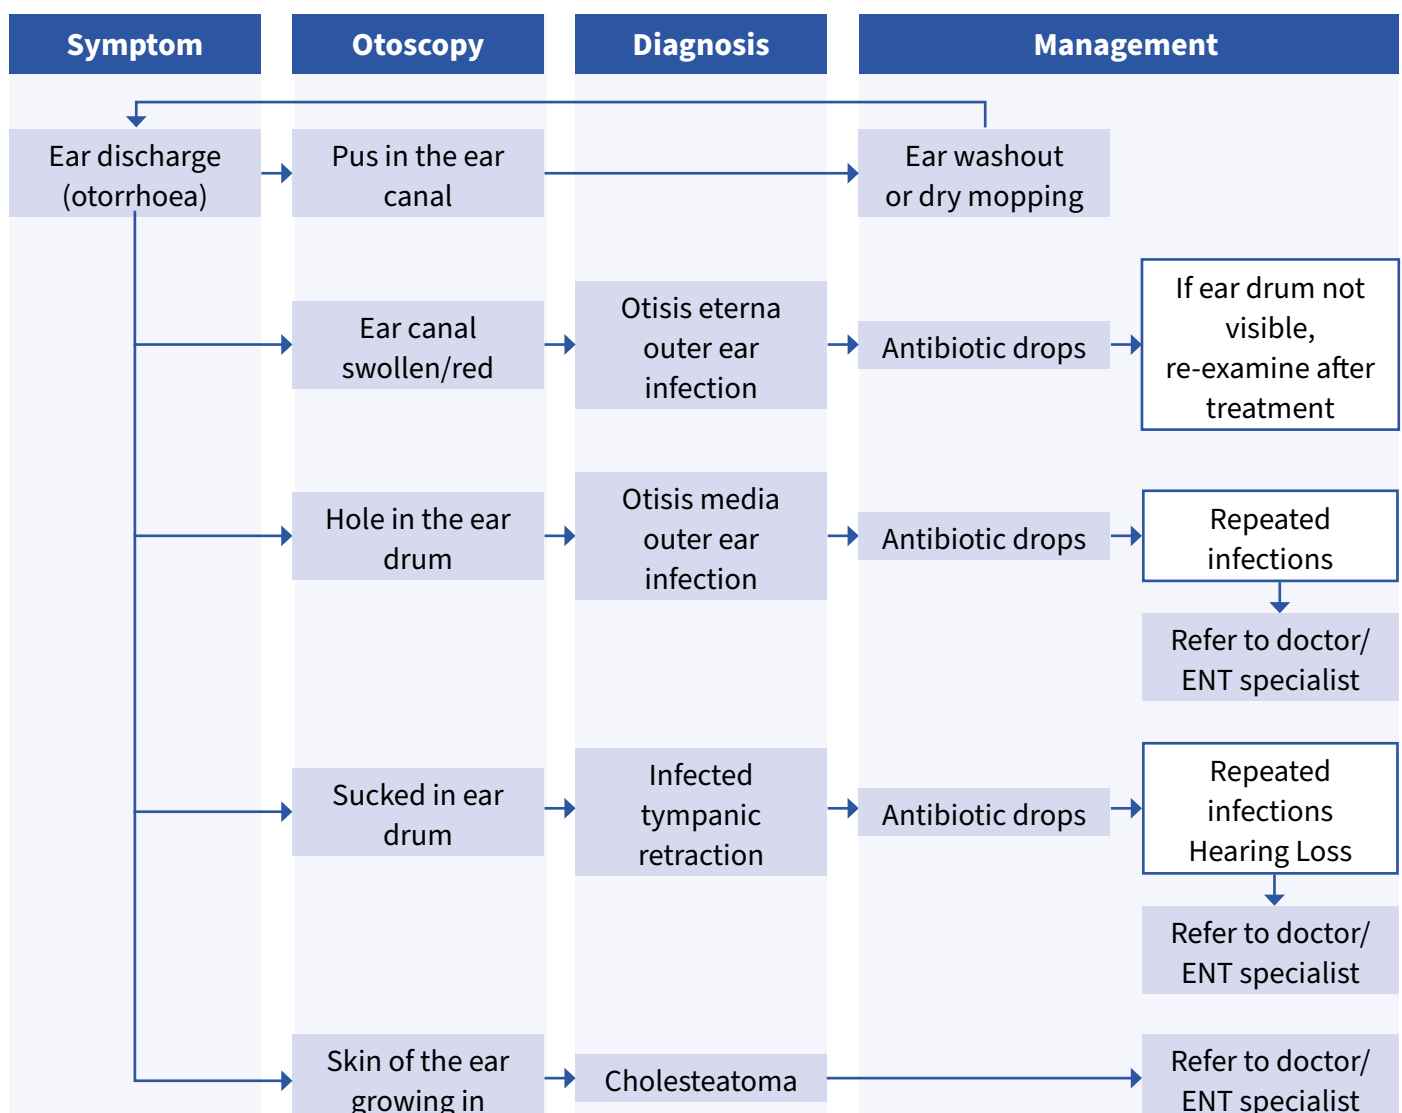 Symptom
Otoscopy
Diagnosis
Management
Ear discharge
(otorrhoea)
Pus in the ear
canal
Ear washout
or dry mopping
Ear canal
swollen/red
Otisis eterna
outer ear
infection
Antibiotic drops
If ear drum not
visible,
re-examine after
treatment
Hole in the ear
drum
Otisis media
outer ear
infection
Antibiotic drops
Repeated
infections
Refer to doctor/
ENT specialist
Sucked in ear
drum
Infected
tympanic
retraction
Antibiotic drops
Repeated
infections
Hearing Loss
Refer to doctor/
ENT specialist
Skin of the ear
growing in
Cholesteatoma
Refer to doctor/
ENT specialist